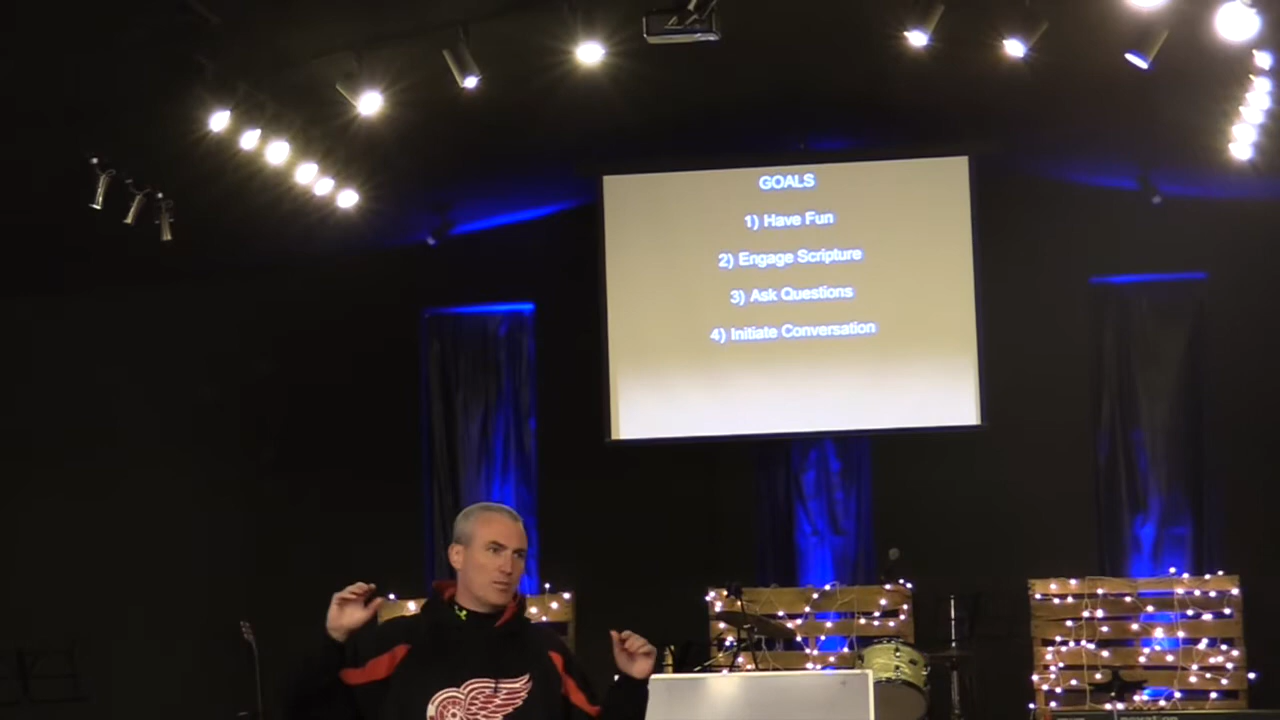 GOALS
1) Have Fun
2) Engage Scripture
3) Ask Questions
4) Initiate Conversation